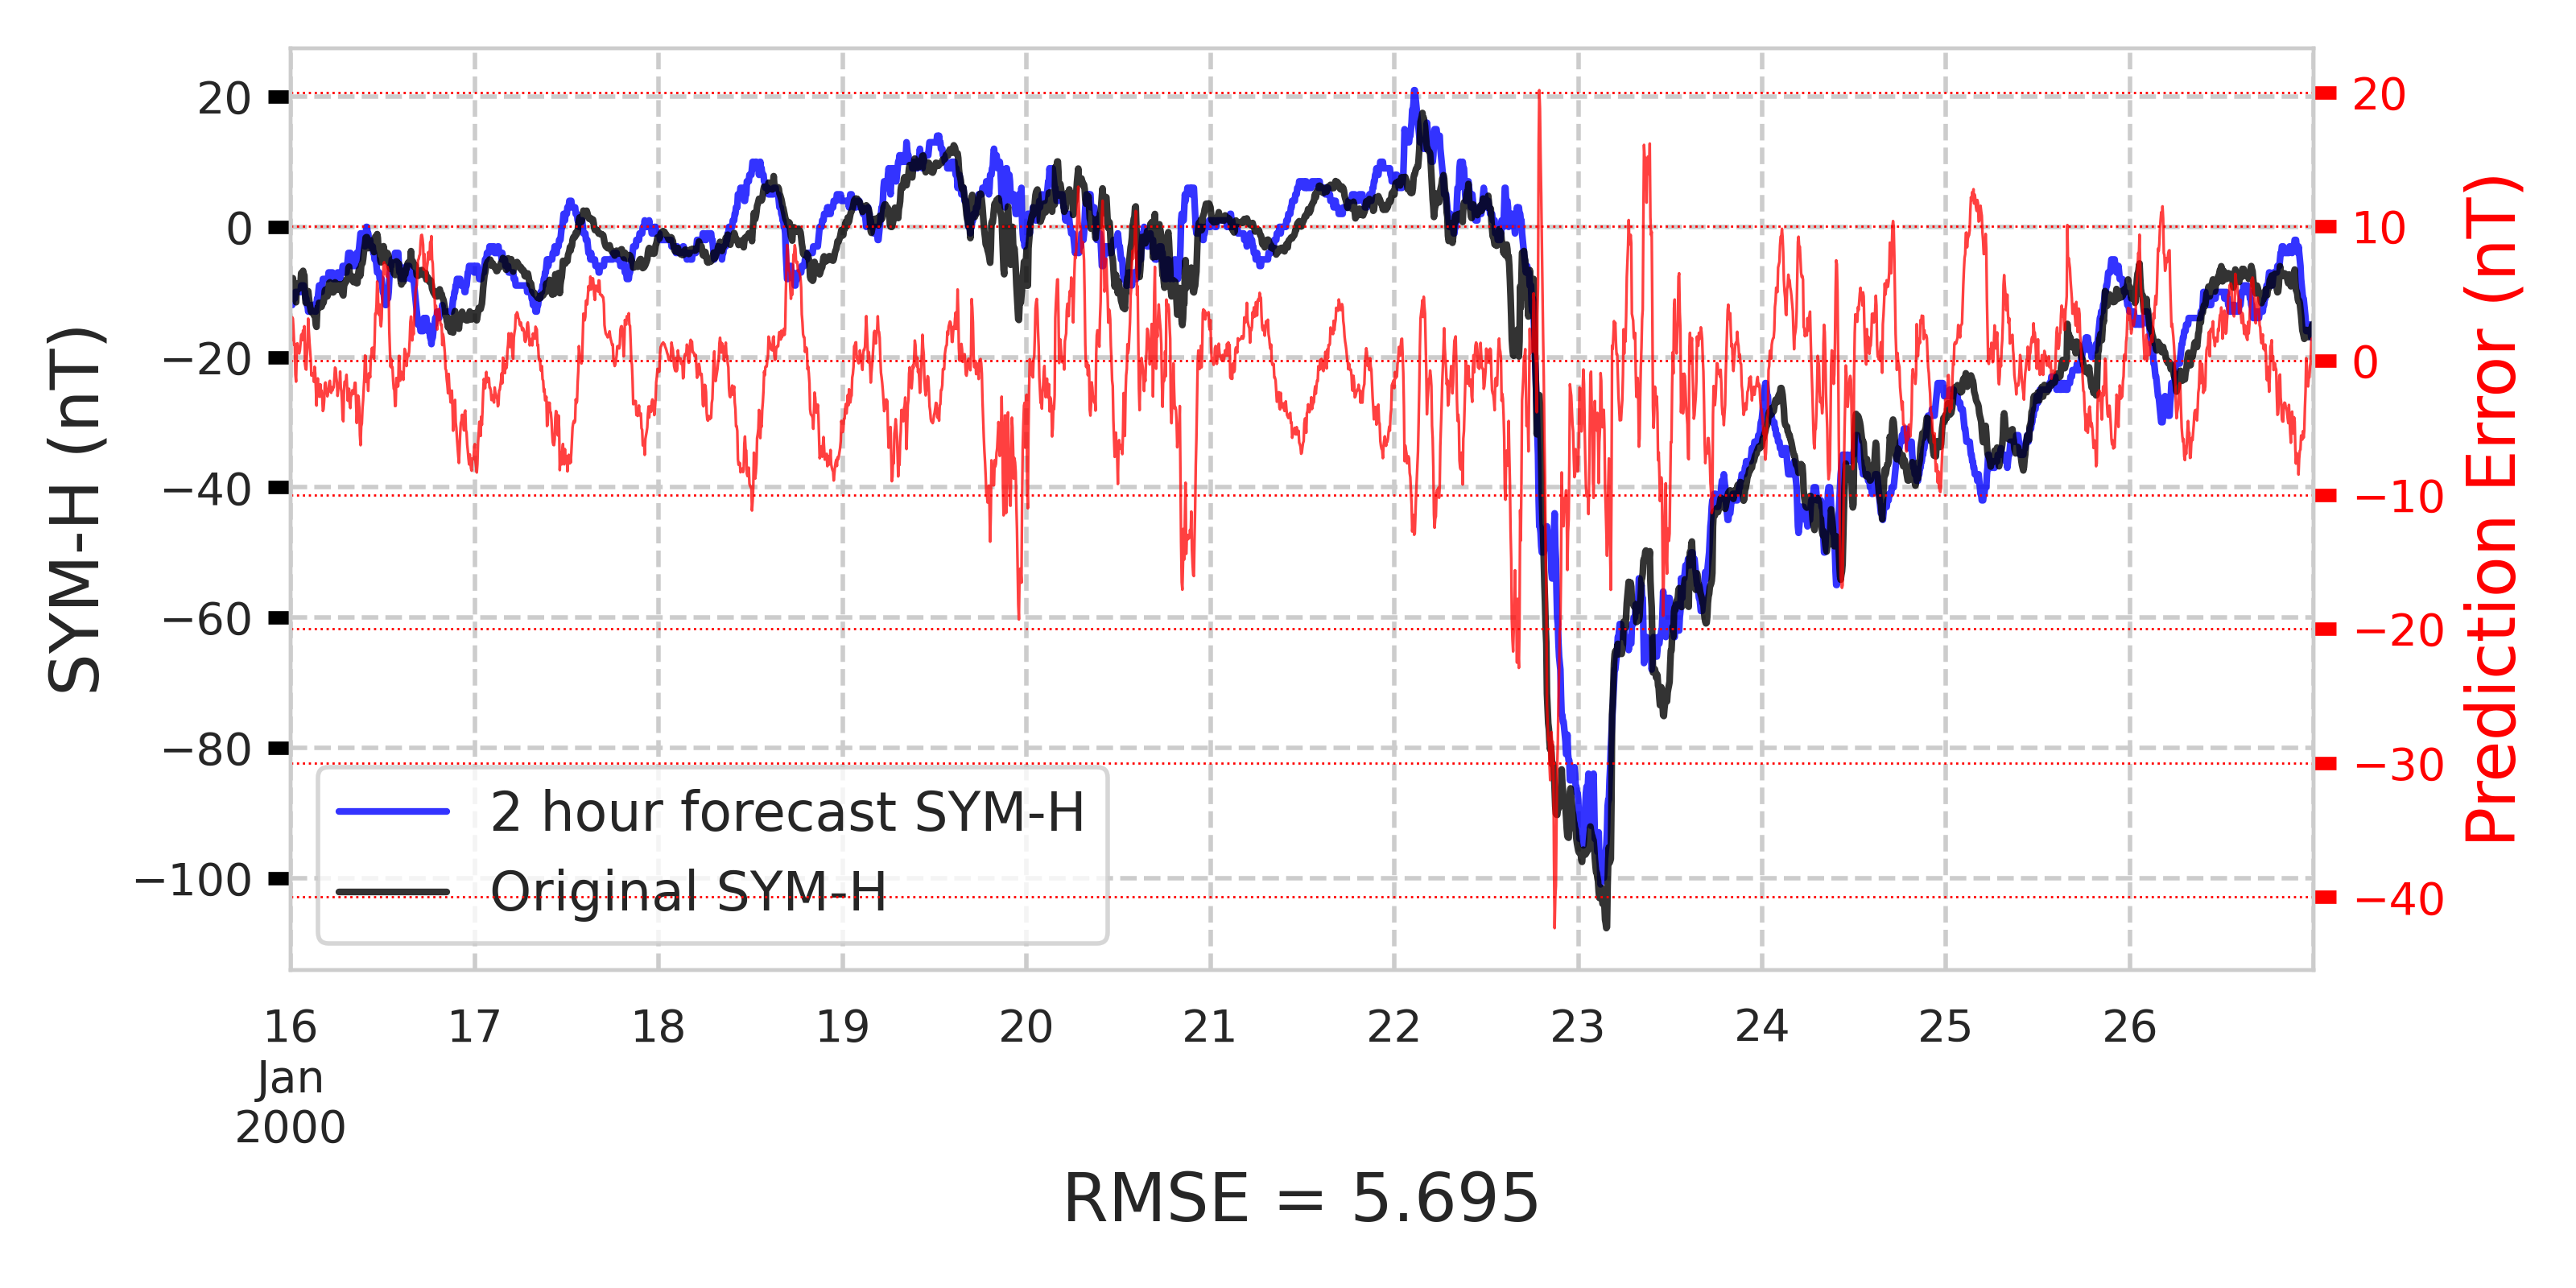 SYM-H (nT)
20
0
−20
−40
−60
−80
−100
2 hour forecast SYM-H
Original SYM-H
20
10
0
−10
−20
−30
−40
Prediction Error (nT)
16 17 18 19 20 21 22 23 24 25 26
Jan
2000
RMSE = 5.695